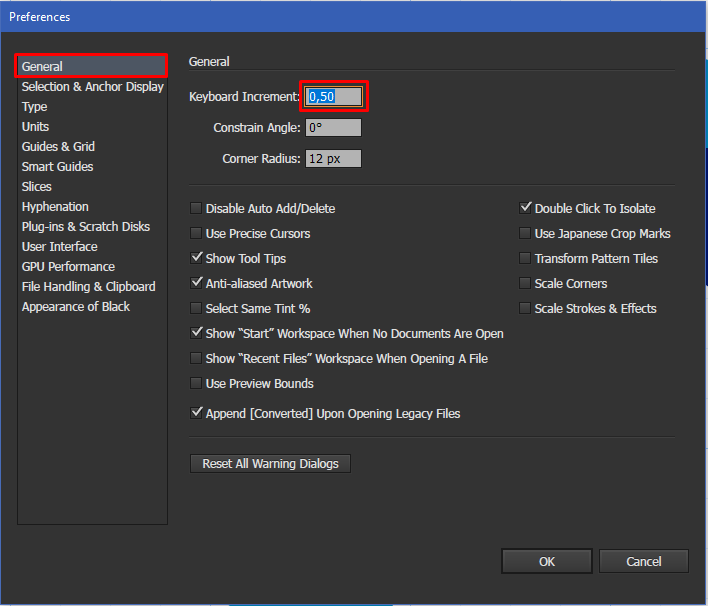 Preferences
General
Selection & Anchor Display
Type
Units
Guides & Grid
Smart Guides
Slices
Hyphenation
Plug-ins & Scratch Disks
User Interface
GPU Performance
File Handling & Clipboard
Appearance of Black
General
Keyboard Increment: 0,50
Constrain Angle: 0°
Corner Radius: 12 px
Disable Auto Add/Delete
Use Precise Cursors
Show Tool Tips
Anti-aliased Artwork
Select Same Tint %
Show “Start” Workspace When No Documents Are Open
Show “Recent Files” Workspace When Opening A File
Use Preview Bounds
Append [Converted] Upon Opening Legacy Files
Double Click To Isolate
Use Japanese Crop Marks
Transform Pattern Tiles
Scale Corners
Scale Strokes & Effects
Reset All Warning Dialogs
OK
Cancel